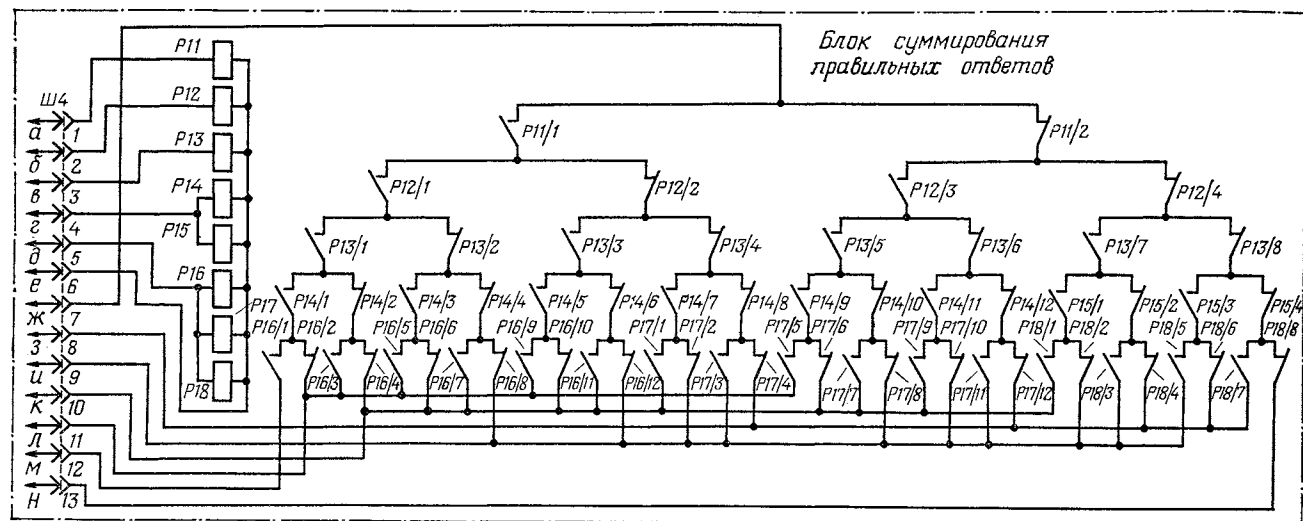 Блок суммирования
правильных ответов
Ш4
а 1
б 2
в 3
г 4
д 5
е 6
ж 7
з 8
и 9
к 10
л 11
м 12
н 13
Р11
Р12
Р13
Р14
Р15
Р16
Р17
Р18
Р11/1 Р11/2
Р12/1 Р12/2 Р12/3 Р12/4
Р13/1 Р13/2 Р13/3 Р13/4 Р13/5 Р13/6 Р13/7 Р13/8
Р14/1 Р14/2 Р14/3 Р14/4 Р14/5 Р14/6 Р14/7 Р14/8 Р14/9 Р14/10 Р14/11 Р14/12 Р15/1 Р15/2 Р15/3 Р15/4
Р16/1 Р16/2 Р16/5 Р16/6 Р16/9 Р16/10 Р17/1 Р17/2 Р17/5 Р17/6 Р17/9 Р17/10 Р18/1 Р18/2 Р18/5 Р18/6 Р18/8
Р16/3 Р16/4 Р16/7 Р16/8 Р16/11 Р16/12 Р17/3 Р17/4 Р17/7 Р17/8 Р17/11 Р17/12 Р18/3 Р18/4 Р18/7